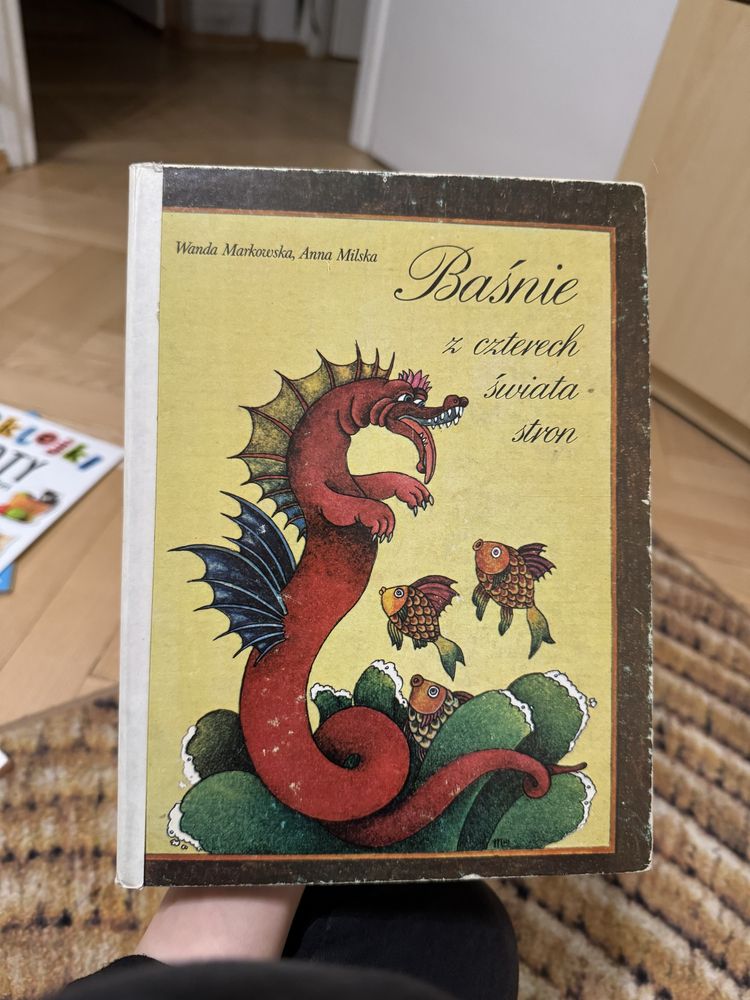 Wanda Markowska, Anna Milska
Baśnie
z czterech
świata
stron